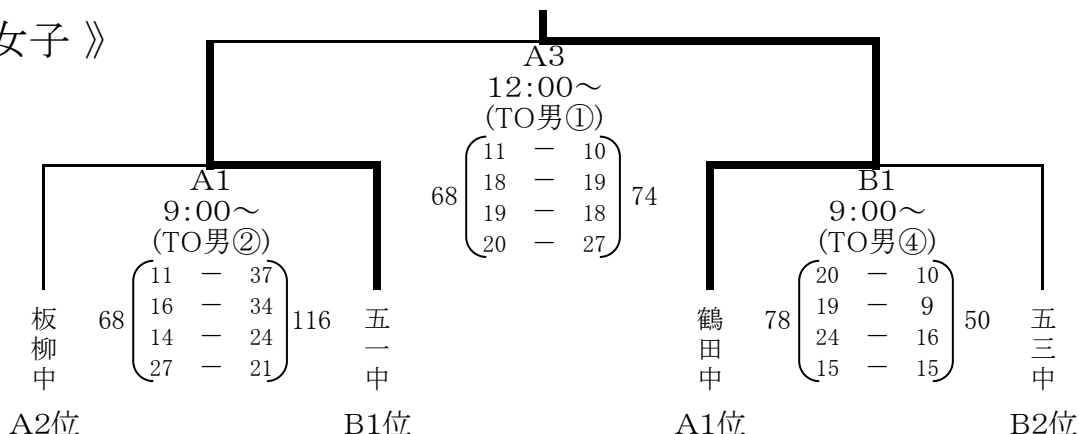 女子 》
A3
12:00～
(TO男①)
68 11 － 10 74
18 － 19
19 － 18
20 － 27
A1
9:00～
(TO男②)
68 11 － 37 116
16 － 34
14 － 24
27 － 21
B1
9:00～
(TO男④)
78 20 － 10 50
19 － 9
24 － 16
15 － 15
板柳中
五一中
鶴田中
五三中
A2位
B1位
A1位
B2位